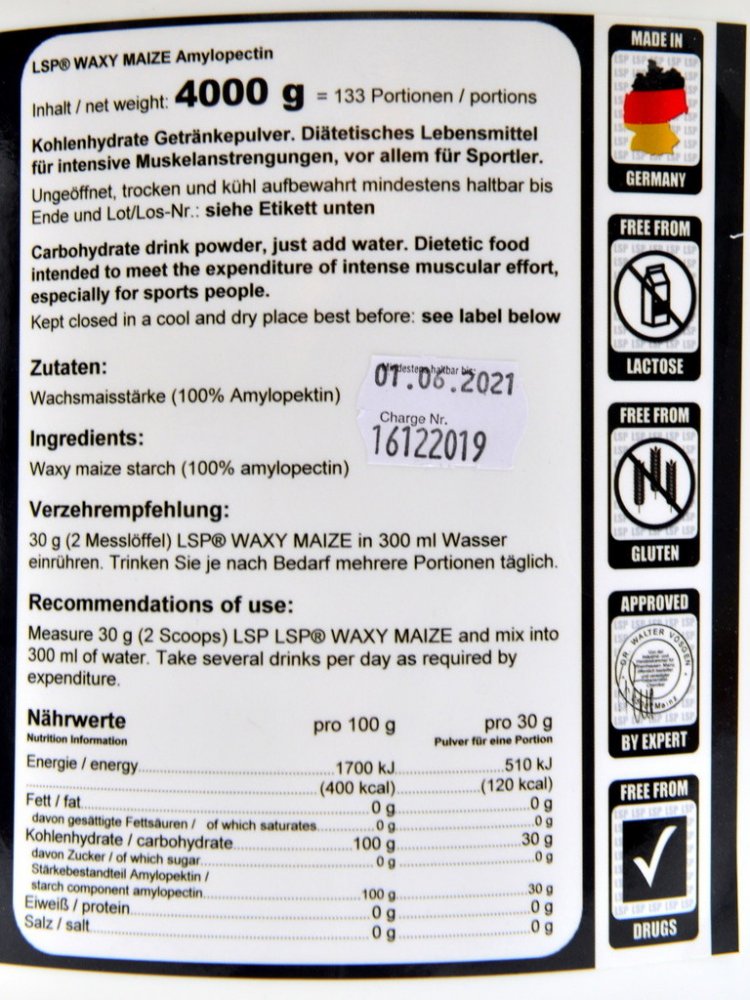 LSP® WAXY MAIZE Amylopectin
Inhalt / net weight: 4000 g = 133 Portionen / portions
Kohlenhydrate Getränkepulver. Diätetisches Lebensmittel
für intensive Muskelanstrengungen, vor allem für Sportler.
Ungeöffnet, trocken und kühl aufbewahrt mindestens haltbar bis
Ende und Lot/Los-Nr.: siehe Etikett unten
Carbohydrate drink powder, just add water. Dietetic food
intended to meet the expenditure of intense muscular effort,
especially for sports people.
Kept closed in a cool and dry place best before: see label below
Zutaten:
Wachsmaisstärke (100% Amylopektin)
Ingredients:
Waxy maize starch (100% amylopectin)
Mindestens haltbar bis:
01.06.2021
Charge Nr.
16122019
Verzehrempfehlung:
30 g (2 Messlöffel) LSP® WAXY MAIZE in 300 ml Wasser
einrühren. Trinken Sie je nach Bedarf mehrere Portionen täglich.
Recommendations of use:
Measure 30 g (2 Scoops) LSP LSP® WAXY MAIZE and mix into
300 ml of water. Take several drinks per day as required by
expenditure.
Nährwerte pro 100 g pro 30 g
Nutrition Information Pulver für eine Portion
Energie / energy 1700 kJ 510 kJ
(400 kcal) (120 kcal)
Fett / fat 0 g 0 g
davon gesättigte Fettsäuren / of which saturates 0 g 0 g
Kohlenhydrate / carbohydrate 100 g 30 g
davon Zucker / of which sugar 0 g 0 g
Stärkebestandteil Amylopektin /
starch component amylopectin 100 g 30 g
Eiweiß / protein 0 g 0 g
Salz / salt 0 g 0 g
MADE IN
GERMANY
FREE FROM
LACTOSE
FREE FROM
GLUTEN
APPROVED
DR. WALTER VÖSGEN
Mainz
BY EXPERT
FREE FROM
DRUGS